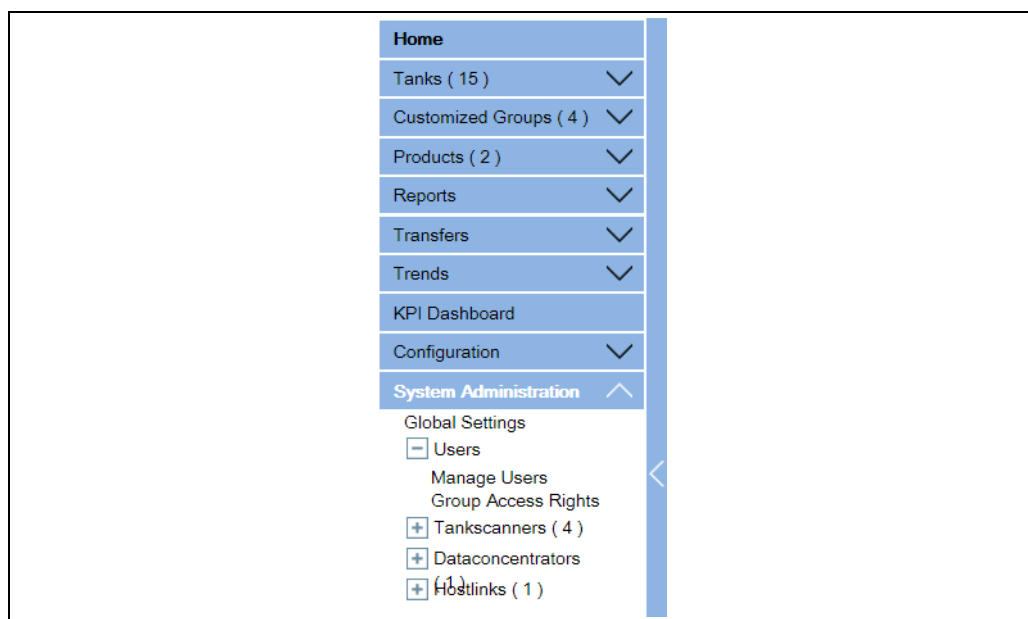 Home
Tanks ( 15 )
Customized Groups ( 4 )
Products ( 2 )
Reports
Transfers
Trends
KPI Dashboard
Configuration
System Administration
Global Settings
Users
Manage Users
Group Access Rights
Tankscanners ( 4 )
Dataconcentrators
( 1 )
Hostlinks ( 1 )